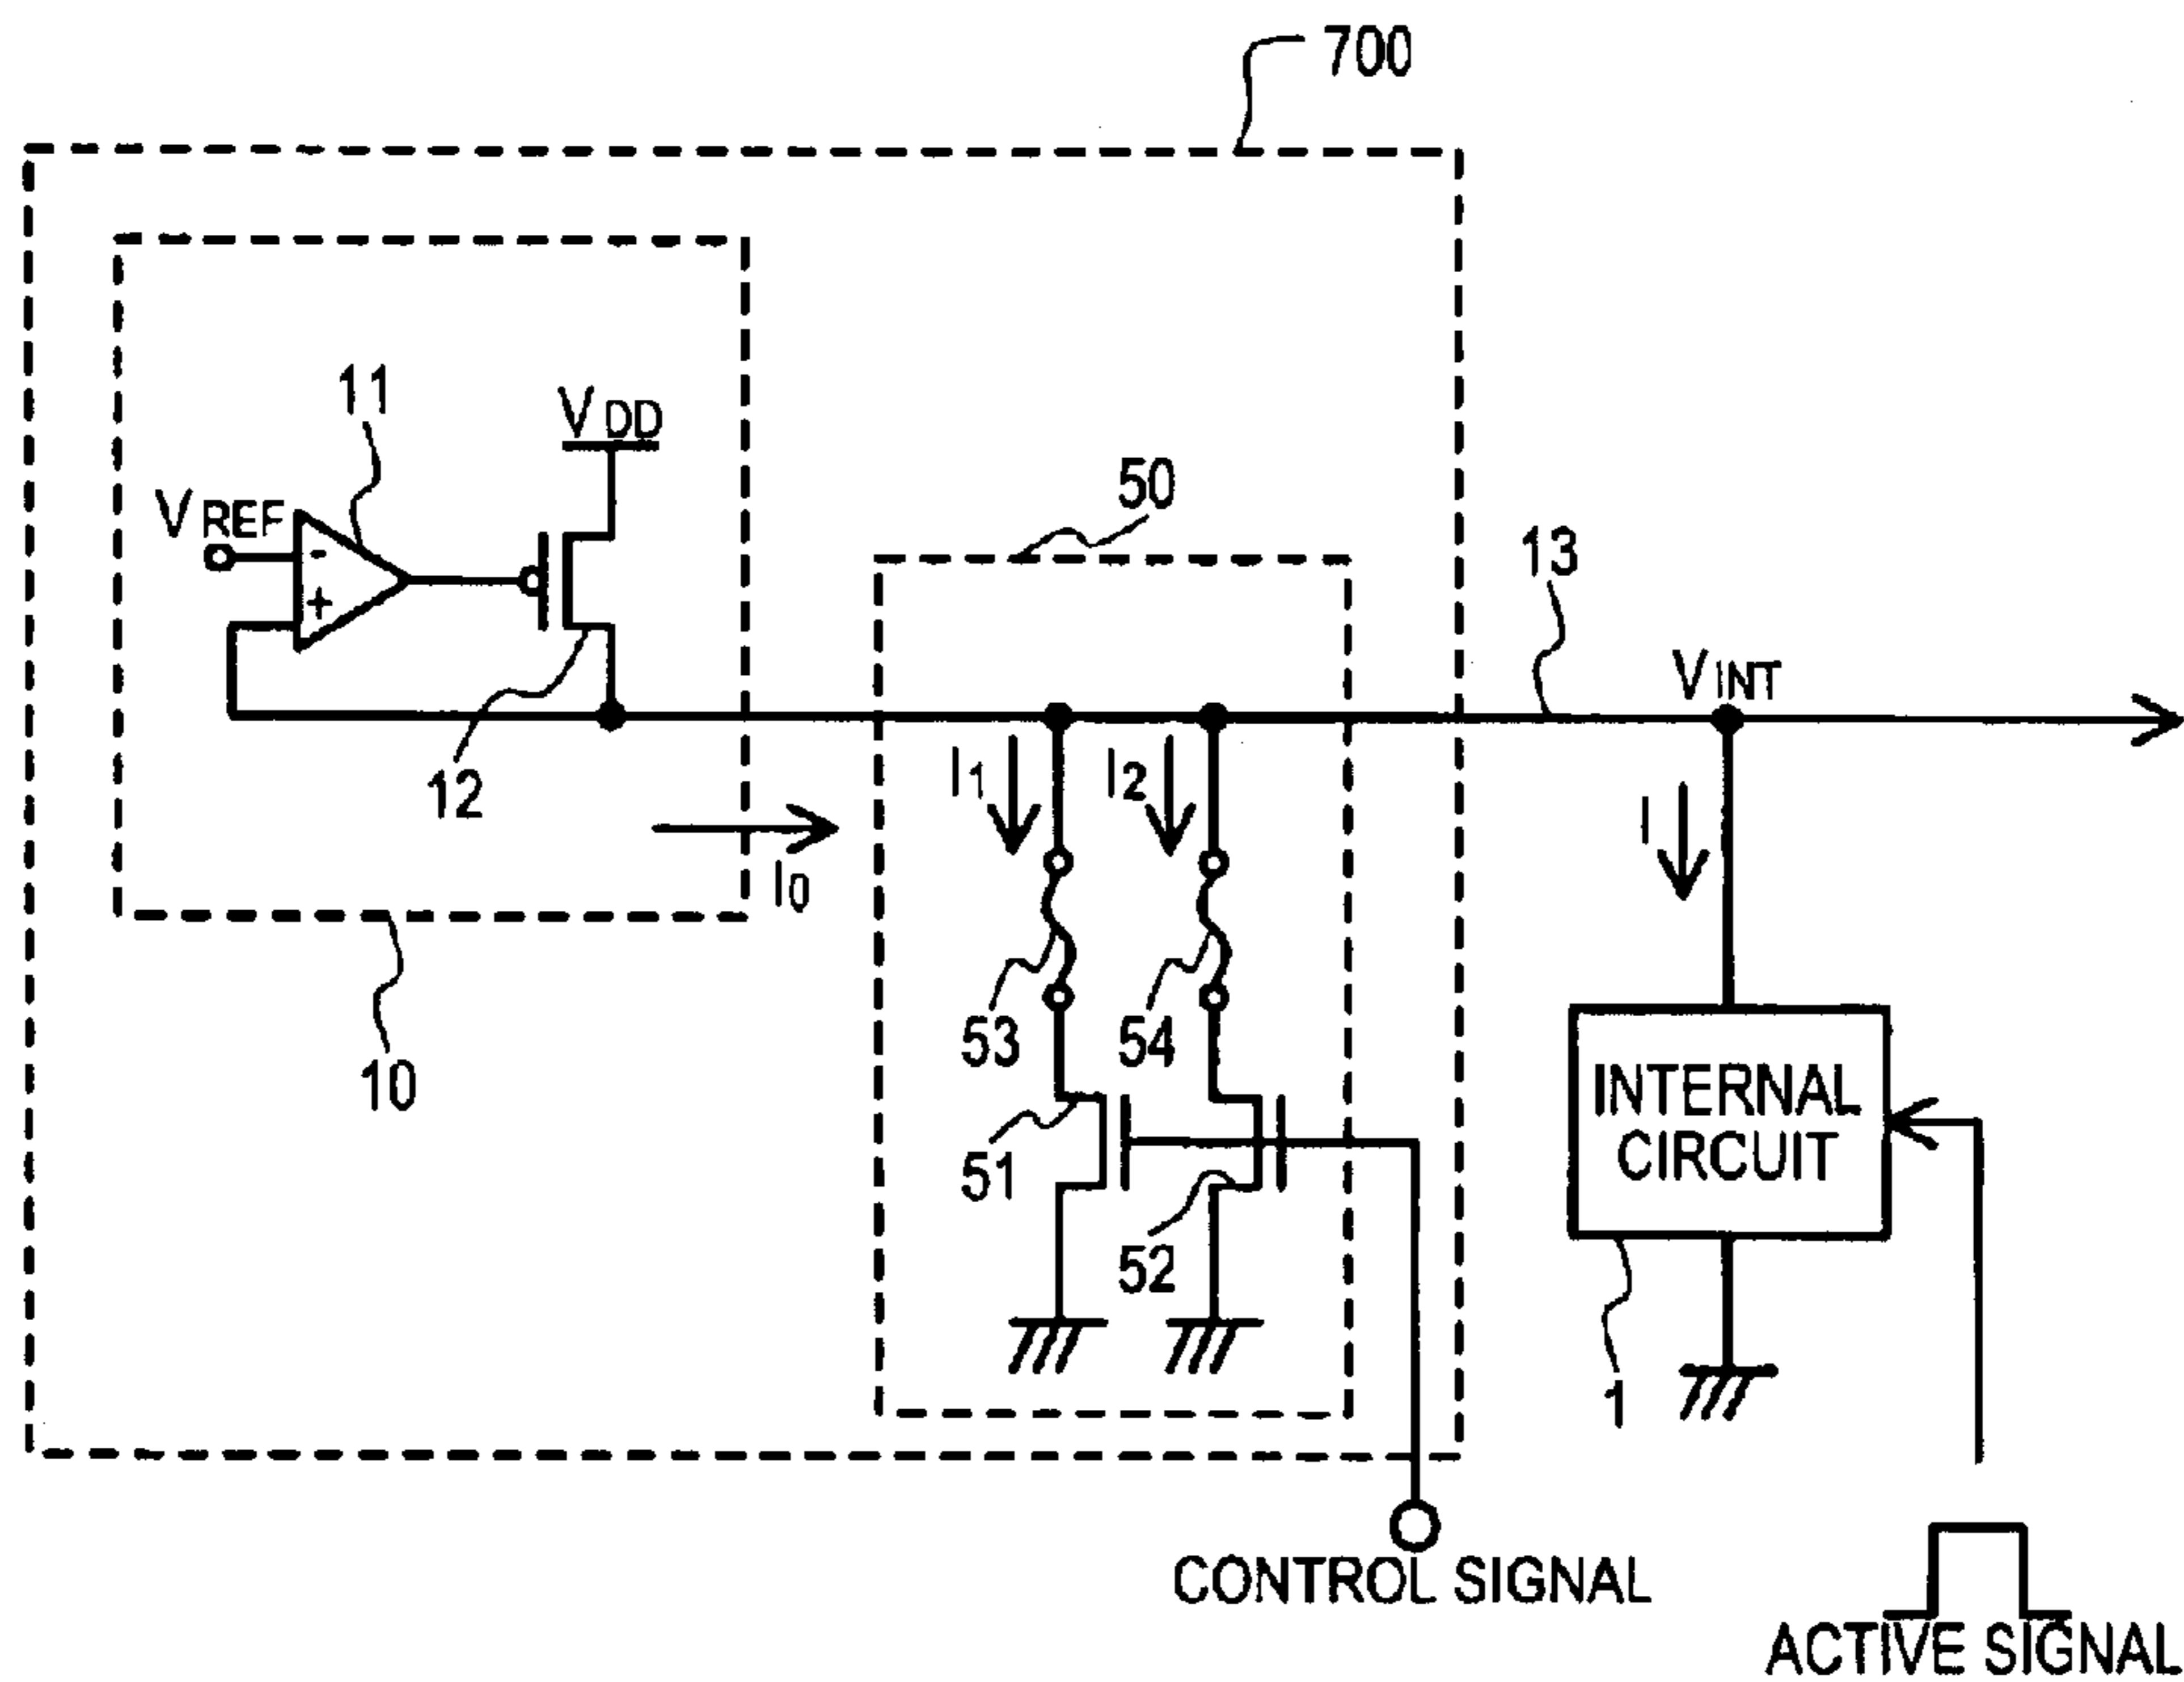 700
11
VDD
VREF
- 
+
50
13
VINT
12
I1
I2
I
I0
53
54
10
INTERNAL
CIRCUIT
51
52
1
CONTROL SIGNAL
ACTIVE SIGNAL